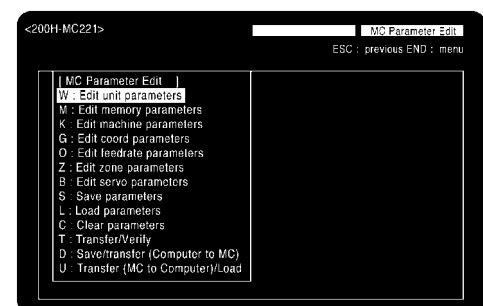 <200H-MC221>
MC Parameter Edit
ESC : previous END : menu
[ MC Parameter Edit ]
W : Edit unit parameters
M : Edit memory parameters
K : Edit machine parameters
G : Edit coord parameters
O : Edit feedrate parameters
Z : Edit zone parameters
B : Edit servo parameters
S : Save parameters
L : Load parameters
C : Clear parameters
T : Transfer/Verify
D : Save/transfer (Computer to MC)
U : Transfer (MC to Computer)/Load